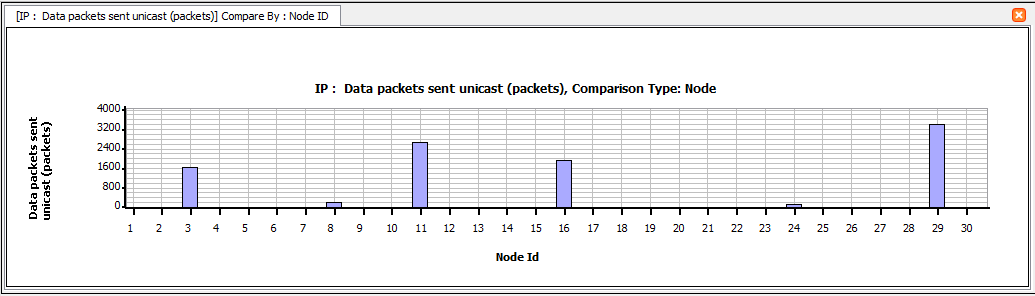 [IP :  Data packets sent unicast (packets)] Compare By : Node ID
IP :  Data packets sent unicast (packets), Comparison Type: Node
Data packets sent
unicast (packets)
4000
3200
2400
1600
800
0
1 2 3 4 5 6 7 8 9 10 11 12 13 14 15 16 17 18 19 20 21 22 23 24 25 26 27 28 29 30
Node Id